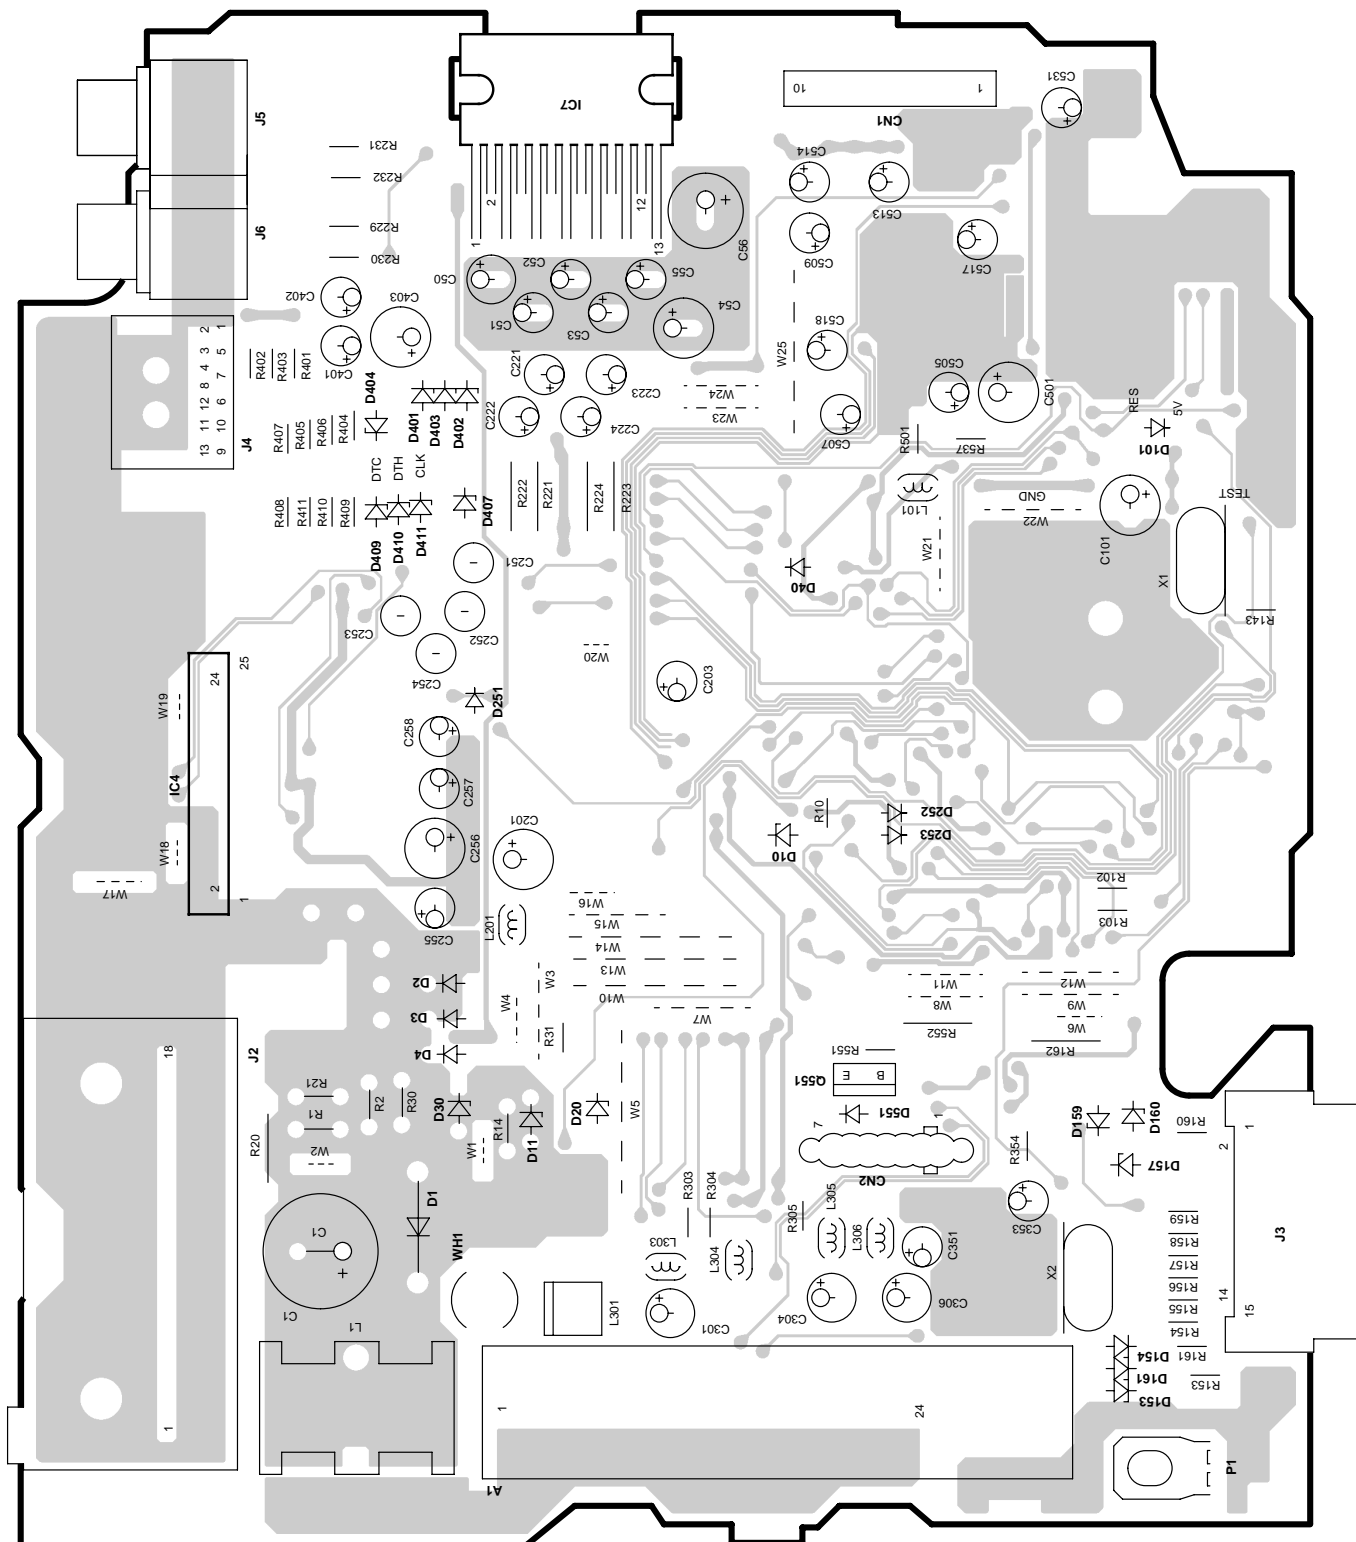 C531
10
1
IC7
CN1
J5
R231
C514
R232
2
12
C513
J6
R229
1
13
C56
R230
C52
C55
C509
C517
C50
C402
C403
C54
C51
C53
C518
2
1
3
5
4
7
8
6
12
10
11
9
13
J4
R402
R403
R401
C401
D404
C221
C223
W25
W24
W23
C505
C501
D401
D403
D402
C222
C224
C507
RES
5V
D101
R407
R405
R406
R404
R501
R537
DTC
DTH
CLK
R408
R411
R410
R409
D407
R222
R221
R224
R223
L101
GND
W22
TEST
D409
D410
D411
W21
C101
C251
D40
X1
C253
C252
R143
W20
C254
25
24
C203
W19
D251
C258
IC4
C257
R10
D252
D253
D10
C256
C201
W18
W17
2
1
R102
W16
W15
R103
C255
L201
W14
W13
D2
W3
W11
W12
W4
W10
W8
W9
D3
W7
W6
R31
R552
D4
R551
R162
J2
18
Q551
E
B
R21
R2
R30
D30
R14
D11
D20
W5
D551
D159
D160
R160
1
R1
7
1
2
R20
W2
W1
R354
CN2
D157
D1
R303
R304
R305
L305
R159
C353
C1
WH1
L303
L304
L306
C351
R158
J3
R157
X2
R156
14
C1
L301
C301
C304
C306
R155
15
L1
R154
D154
R161
D161
R153
D153
1
24
1
A1
P1